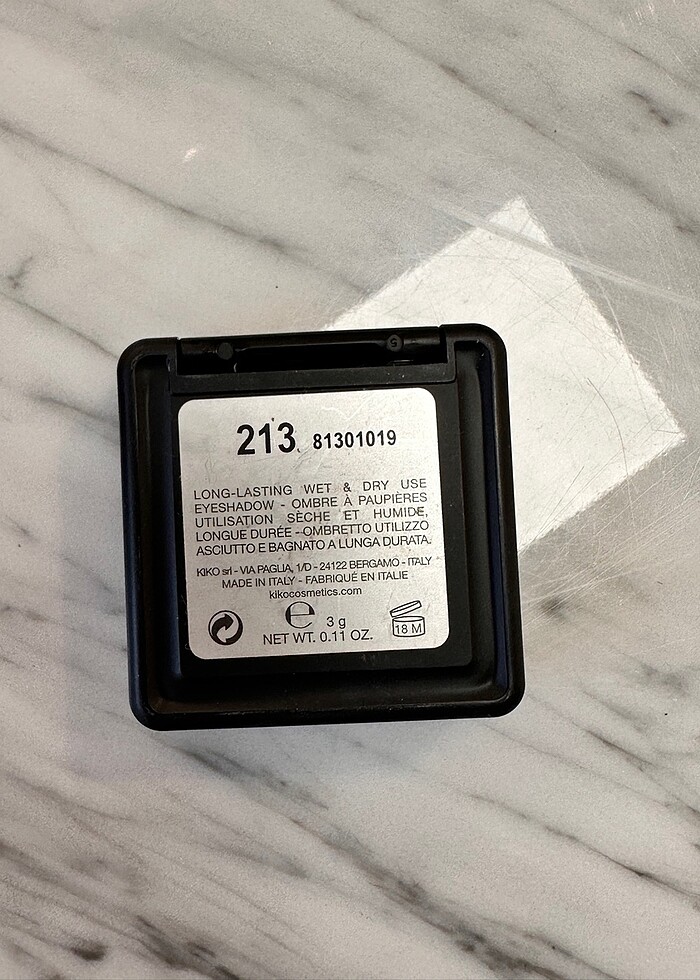 213 81301019
LONG-LASTING WET & DRY USE
EYESHADOW - OMBRE À PAUPIÈRES
UTILISATION SÈCHE ET HUMIDE,
LONGUE DURÉE - OMBRETTO UTILIZZO
ASCIUTTO E BAGNATO A LUNGA DURATA.
KIKO srl - VIA PAGLIA, 1/D - 24122 BERGAMO - ITALY
MADE IN ITALY - FABRIQUÉ EN ITALIE
kikocosmetics.com
℮ 3 g
NET WT. 0.11 OZ.
18 M